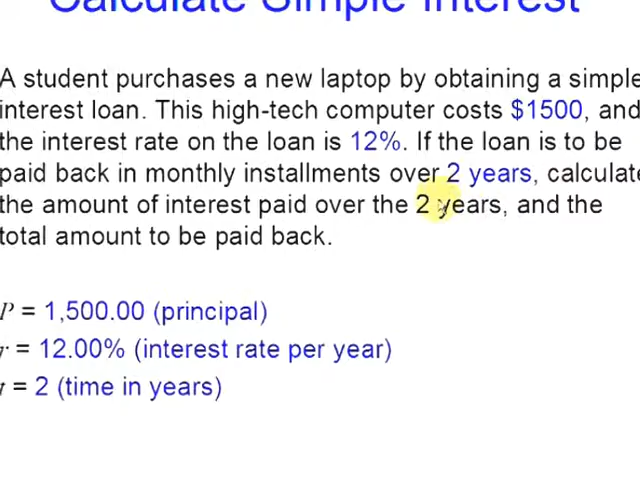 Calculate Simple Interest
A student purchases a new laptop by obtaining a simple
interest loan. This high-tech computer costs $1500, and
the interest rate on the loan is 12%. If the loan is to be
paid back in monthly installments over 2 years, calculate
the amount of interest paid over the 2 years, and the
total amount to be paid back.
P = 1,500.00 (principal)
r = 12.00% (interest rate per year)
t = 2 (time in years)